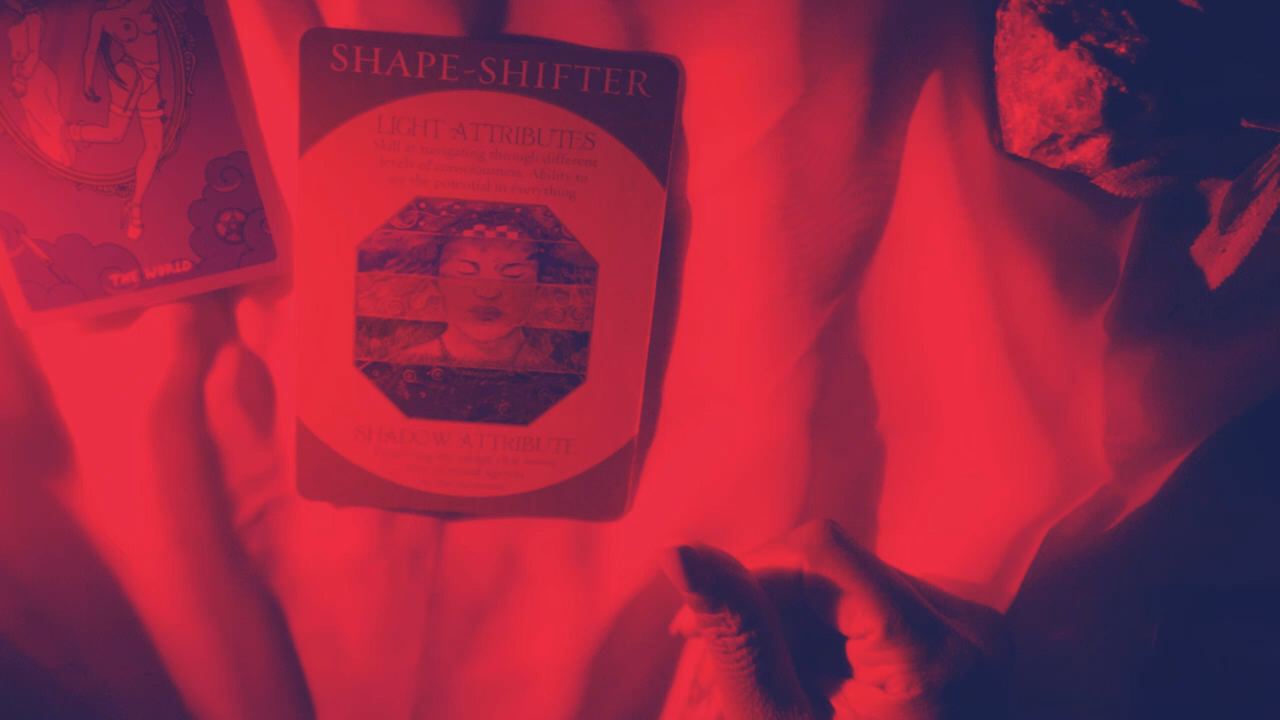 SHAPE-SHIFTER
LIGHT ATTRIBUTES
Skill at navigating through different
levels of consciousness. Ability to
see the potential in everything.
SHADOW ATTRIBUTE
THE WORLD